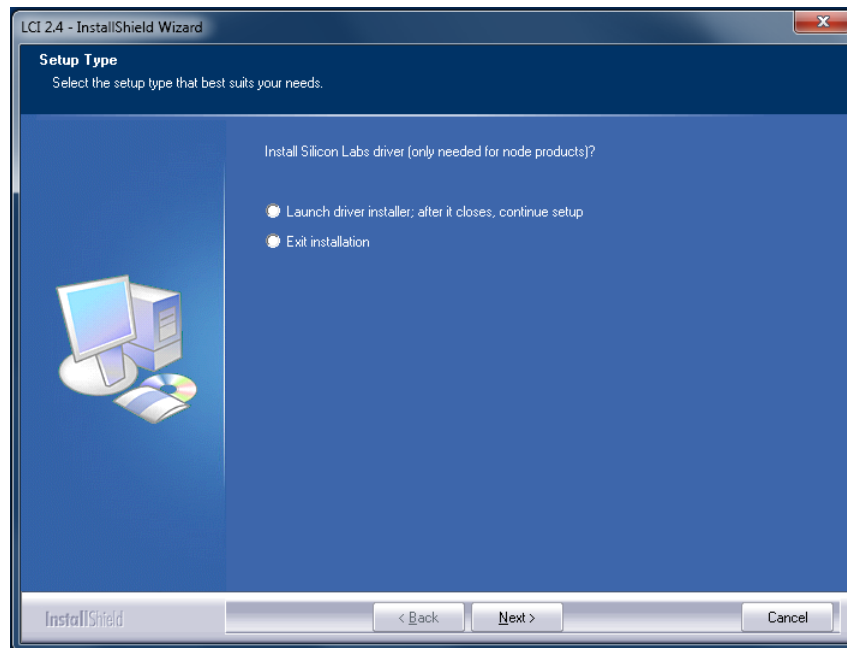 LCI 2.4 - InstallShield Wizard
Setup Type
Select the setup type that best suits your needs.
Install Silicon Labs driver (only needed for node products)?
Launch driver installer; after it closes, continue setup
Exit installation
InstallShield
< Back
Next >
Cancel